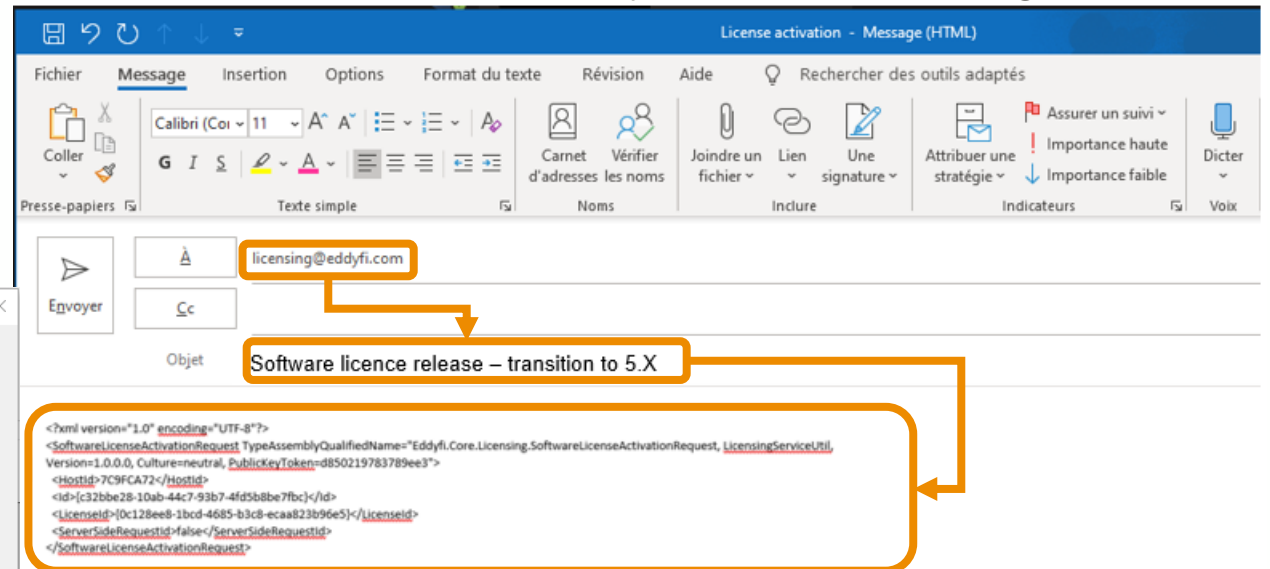 License activation - Message (HTML)
Fichier Message Insertion Options Format du texte Révision Aide Rechercher des outils adaptés
Coller
Calibri (Coi 11
G I S
Carnet d'adresses
Vérifier les noms
Joindre un fichier
Lien
Une signature
Attribuer une stratégie
Assurer un suivi
Importance haute
Importance faible
Dicter
Presse-papiers Texte simple Noms Inclure Indicateurs Voix
Envoyer
À licensing@eddyfi.com
Cc
Objet Software licence release – transition to 5.X
<?xml version="1.0" encoding="UTF-8"?>
<SoftwareLicenseActivationRequest TypeAssemblyQualifiedName="Eddyfi.Core.Licensing.SoftwareLicenseActivationRequest, LicensingServiceUtil,
Version=1.0.0.0, Culture=neutral, PublicKeyToken=d850219783789ee3">
<HostId>7C9FCA72</HostId>
<Id>{c32bbe28-10ab-44c7-93b7-4fd5b8be7fbc}</Id>
<LicenseId>{0c128ee8-1bcd-4685-b3c8-ecaa823b96e5}</LicenseId>
<ServerSideRequestId>false</ServerSideRequestId>
</SoftwareLicenseActivationRequest>